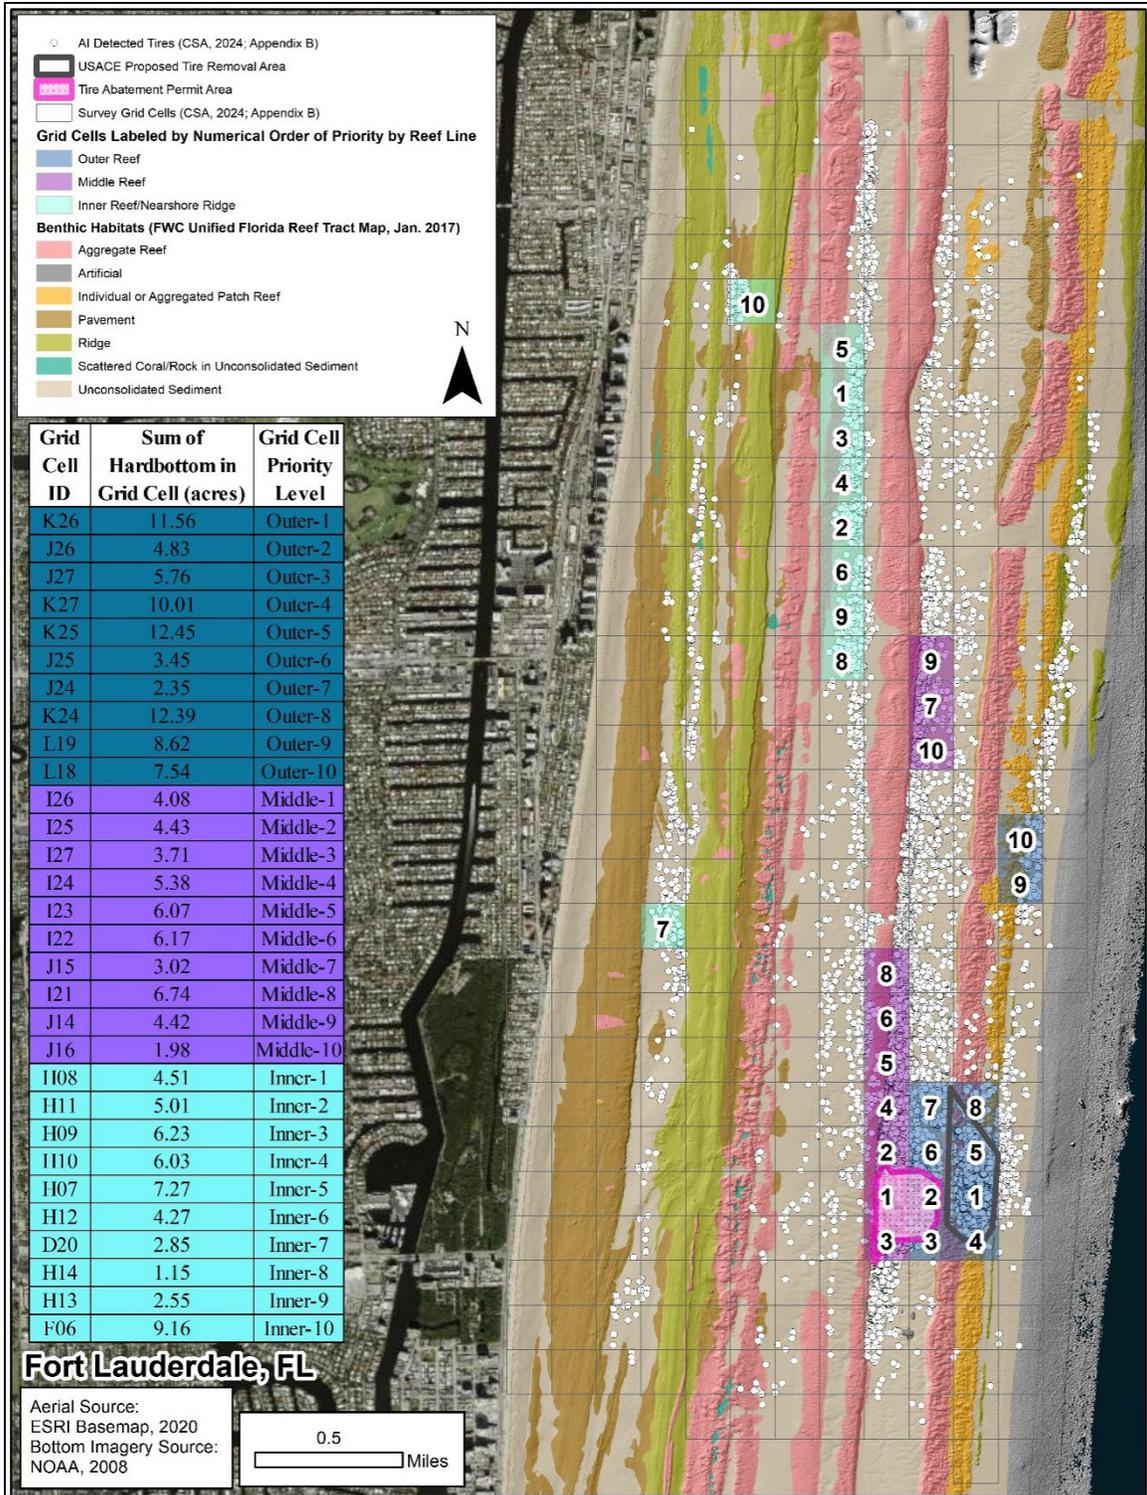 AI Detected Tires (CSA, 2024; Appendix B)
USACE Proposed Tire Removal Area
Tire Abatement Permit Area
Survey Grid Cells (CSA, 2024; Appendix B)
Grid Cells Labeled by Numerical Order of Priority by Reef Line
Outer Reef
Middle Reef
Inner Reef/Nearshore Ridge
Benthic Habitats (FWC Unified Florida Reef Tract Map, Jan. 2017)
Aggregate Reef
Artificial
Individual or Aggregated Patch Reef
Pavement
Ridge
Scattered Coral/Rock in Unconsolidated Sediment
Unconsolidated Sediment
N
Grid Cell ID Sum of Hardbottom in Grid Cell (acres) Grid Cell Priority Level
K26 11.56 Outer-1
J26 4.83 Outer-2
J27 5.76 Outer-3
K27 10.01 Outer-4
K25 12.45 Outer-5
J25 3.45 Outer-6
J24 2.35 Outer-7
K24 12.39 Outer-8
L19 8.62 Outer-9
L18 7.54 Outer-10
I26 4.08 Middle-1
I25 4.43 Middle-2
I27 3.71 Middle-3
I24 5.38 Middle-4
I23 6.07 Middle-5
I22 6.17 Middle-6
J15 3.02 Middle-7
I21 6.74 Middle-8
J14 4.42 Middle-9
J16 1.98 Middle-10
H08 4.51 Inner-1
H11 5.01 Inner-2
H09 6.23 Inner-3
H10 6.03 Inner-4
H07 7.27 Inner-5
H12 4.27 Inner-6
D20 2.85 Inner-7
H14 1.15 Inner-8
H13 2.55 Inner-9
F06 9.16 Inner-10
Fort Lauderdale, FL
Aerial Source:
ESRI Basemap, 2020
Bottom Imagery Source:
NOAA, 2008
0.5
Miles
10
5
1
3
4
2
6
9
8
9
7
10
10
9
7
8
6
5
4 7 8
2 6 5
1 2 1
3 3 4